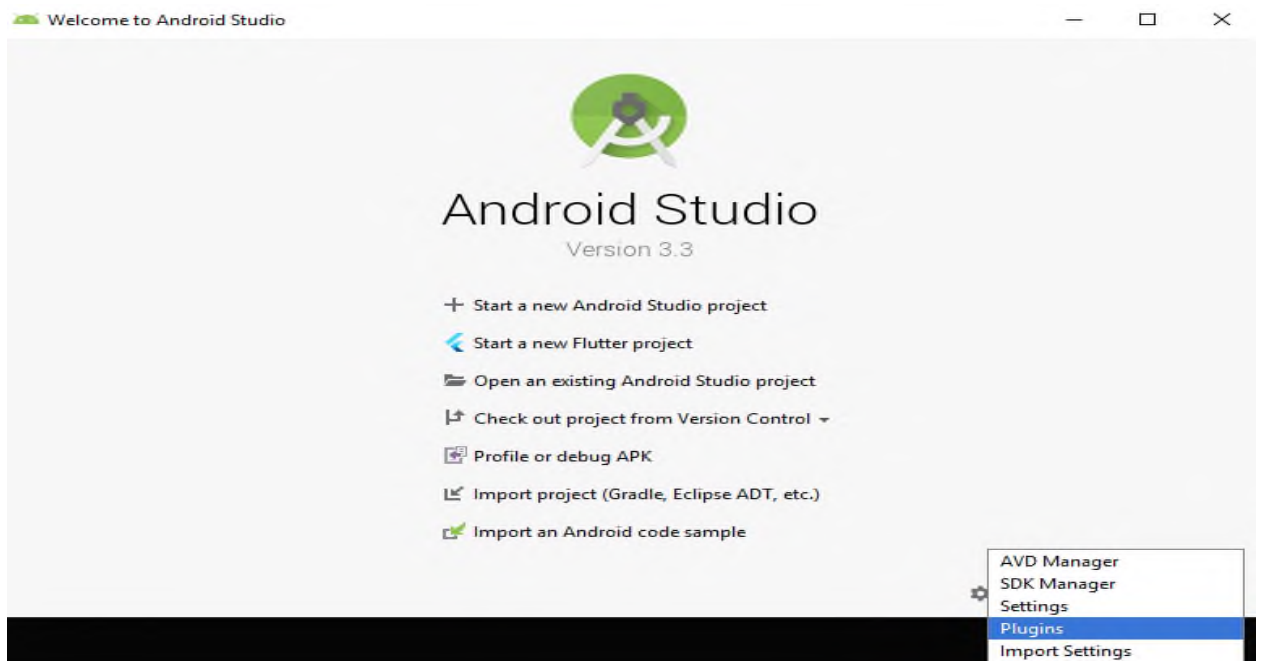 Welcome to Android Studio
Android Studio
Version 3.3
Start a new Android Studio project
Start a new Flutter project
Open an existing Android Studio project
Check out project from Version Control
Profile or debug APK
Import project (Gradle, Eclipse ADT, etc.)
Import an Android code sample
AVD Manager
SDK Manager
Settings
Plugins
Import Settings